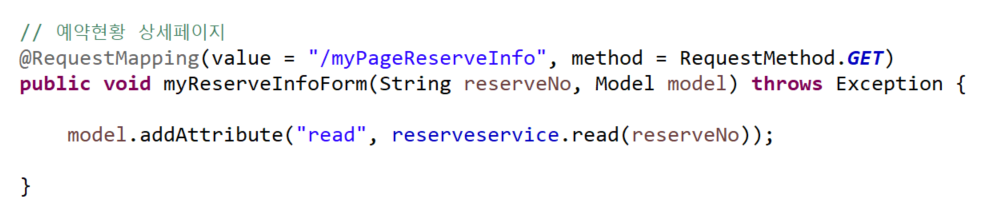 // 예약현황 상세페이지
@RequestMapping(value = "/myPageReserveInfo", method = RequestMethod.GET)
public void myReserveInfoForm(String reserveNo, Model model) throws Exception {
model.addAttribute("read", reserveservice.read(reserveNo));
}